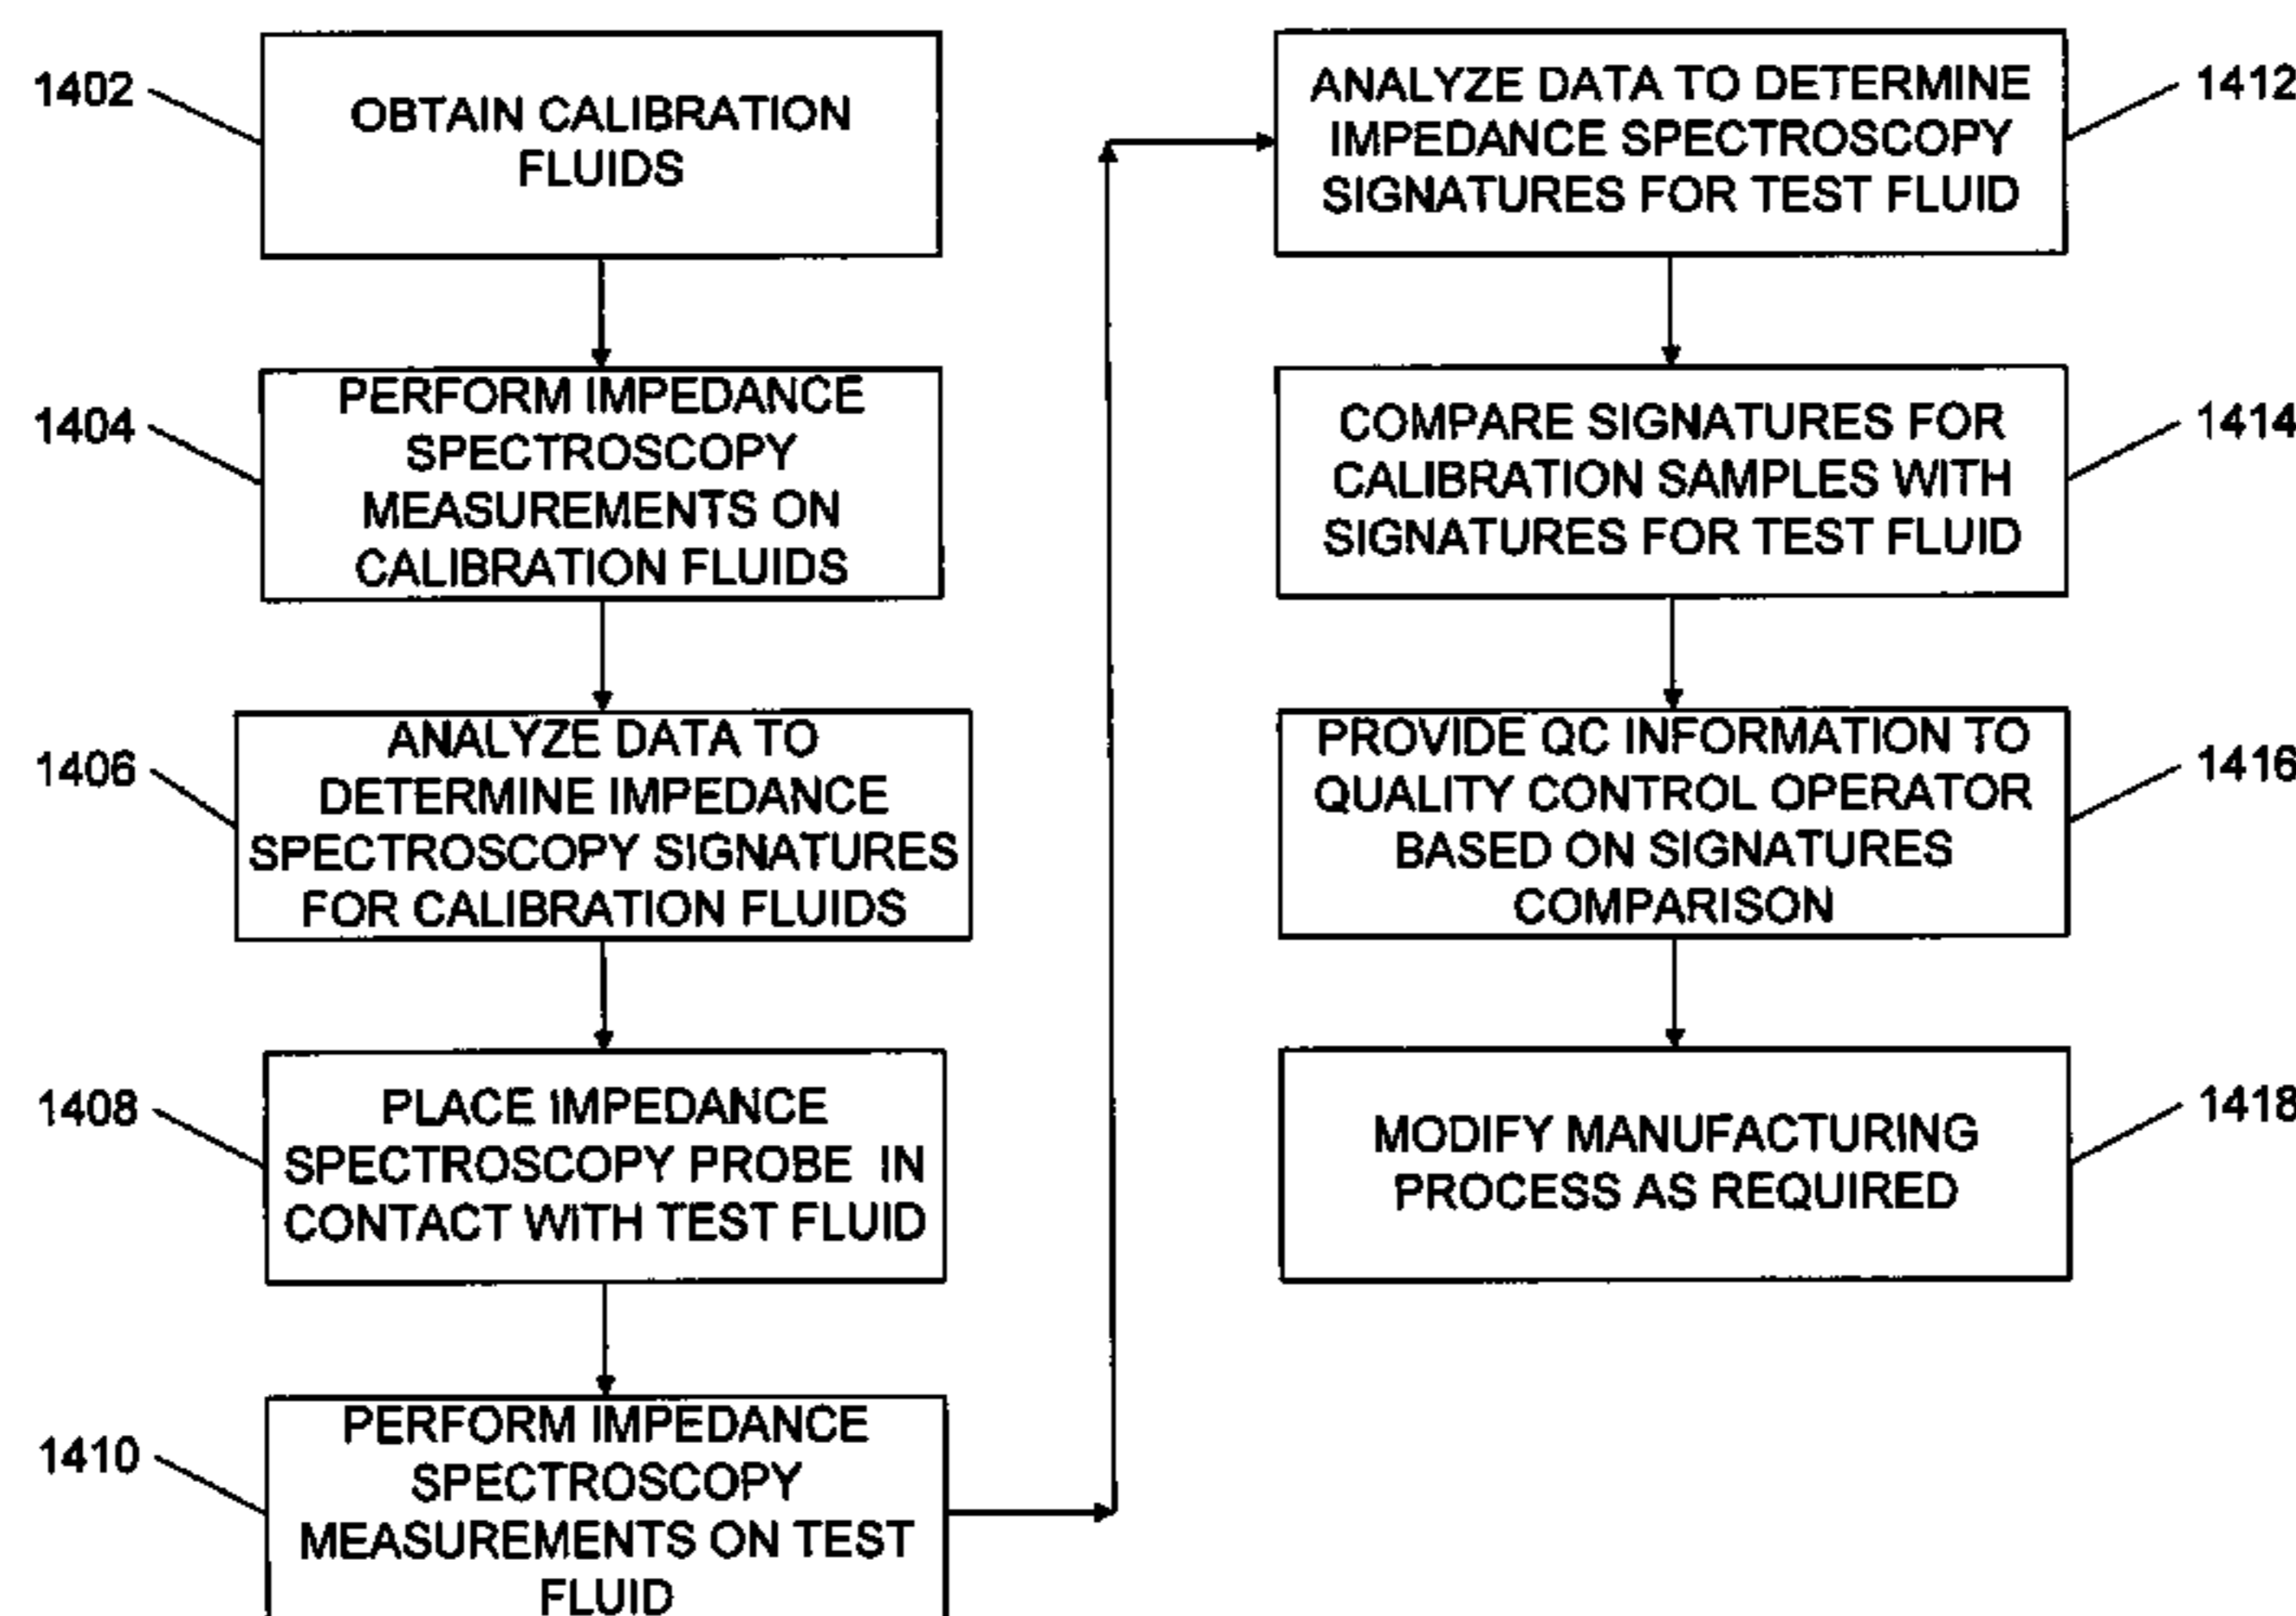 1402
OBTAIN CALIBRATION
FLUIDS
1404
PERFORM IMPEDANCE
SPECTROSCOPY
MEASUREMENTS ON
CALIBRATION FLUIDS
1406
ANALYZE DATA TO
DETERMINE IMPEDANCE
SPECTROSCOPY SIGNATURES
FOR CALIBRATION FLUIDS
1408
PLACE IMPEDANCE
SPECTROSCOPY PROBE IN
CONTACT WITH TEST FLUID
1410
PERFORM IMPEDANCE
SPECTROSCOPY
MEASUREMENTS ON TEST
FLUID
1412
ANALYZE DATA TO DETERMINE
IMPEDANCE SPECTROSCOPY
SIGNATURES FOR TEST FLUID
1414
COMPARE SIGNATURES FOR
CALIBRATION SAMPLES WITH
SIGNATURES FOR TEST FLUID
1416
PROVIDE QC INFORMATION TO
QUALITY CONTROL OPERATOR
BASED ON SIGNATURES
COMPARISON
1418
MODIFY MANUFACTURING
PROCESS AS REQUIRED